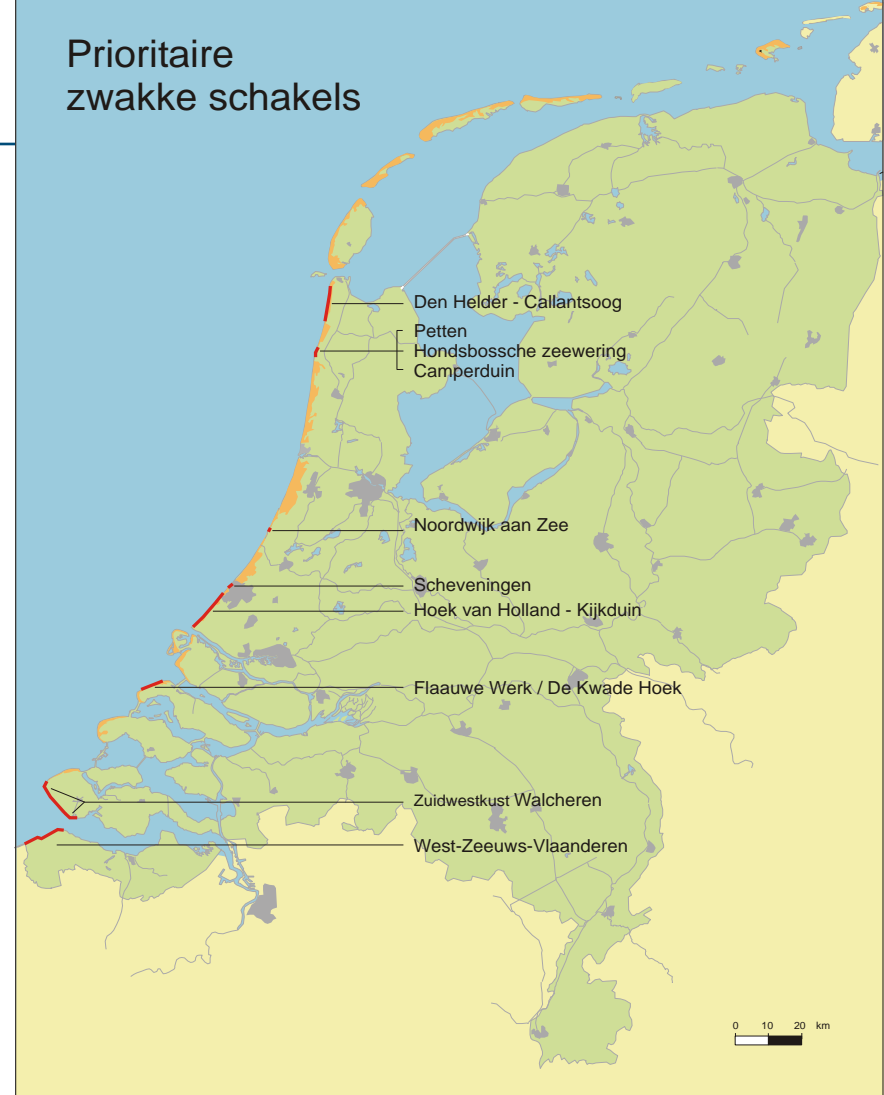 Prioritaire
zwakke schakels
Den Helder - Callantsoog
Petten
Hondsbossche zeewering
Camperduin
Noordwijk aan Zee
Scheveningen
Hoek van Holland - Kijkduin
Flaauwe Werk / De Kwade Hoek
Zuidwestkust Walcheren
West-Zeeuws-Vlaanderen
0 10 20 km